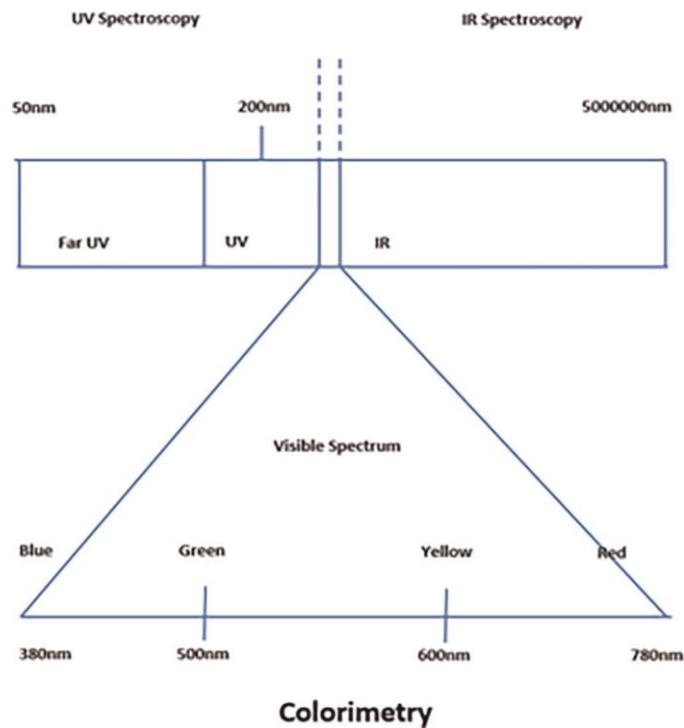 UV Spectroscopy IR Spectroscopy
50nm 200nm 5000000nm
Far UV UV IR
Visible Spectrum
Blue Green Yellow Red
380nm 500nm 600nm 780nm
Colorimetry